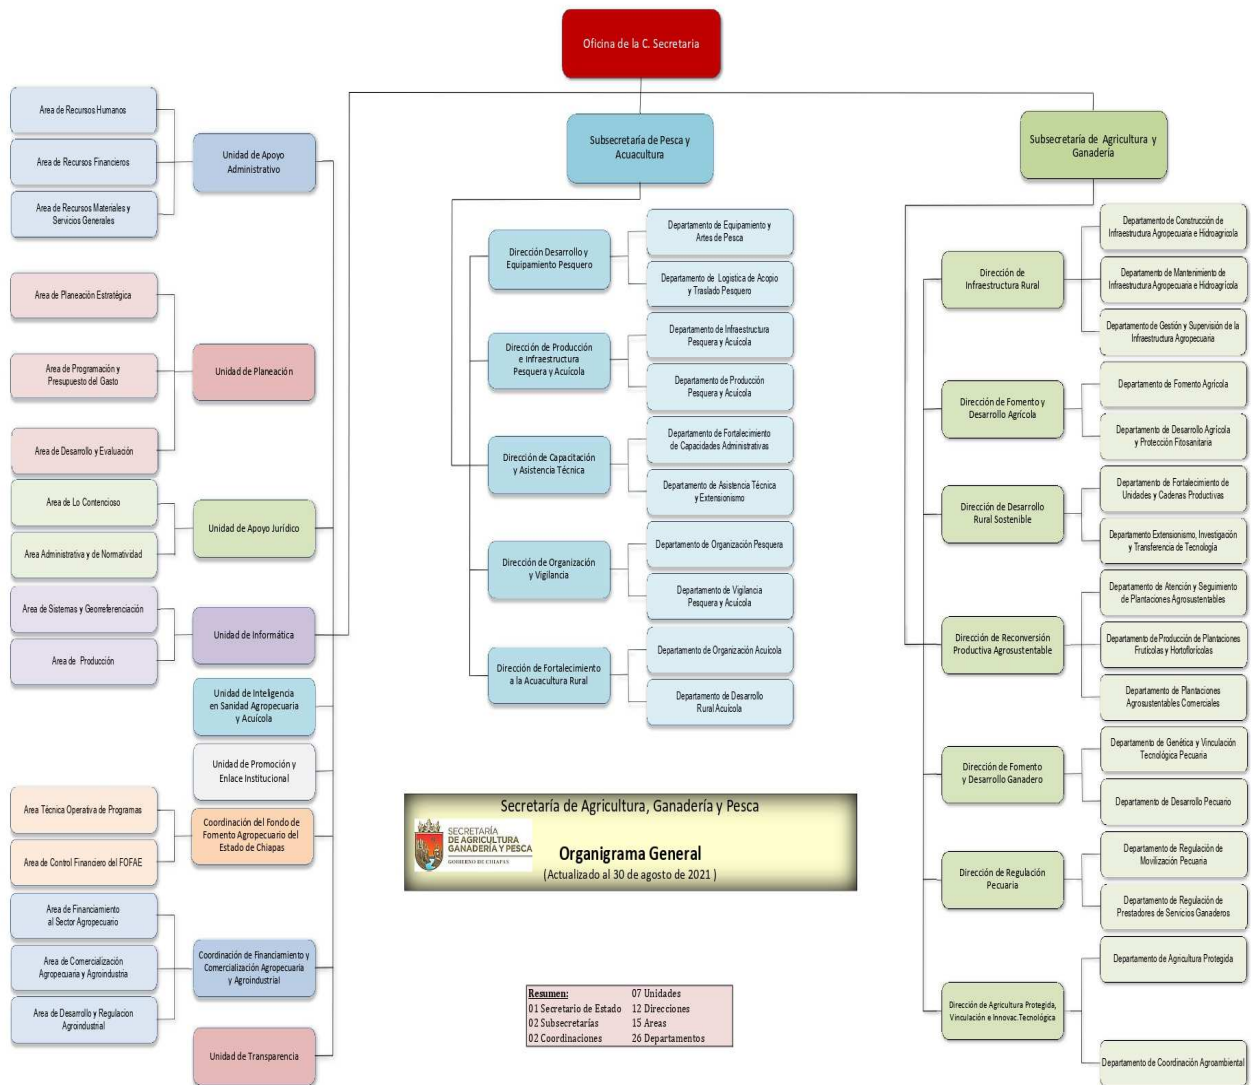 Oficina de la C. Secretaria
Area de Recursos Humanos
Area de Recursos Financieros
Area de Recursos Materiales y
Servicios Generales
Unidad de Apoyo
Administrativo
Area de Planeación Estratégica
Area de Programación y
Presupuesto del Gasto
Area de Desarrollo y Evaluación
Unidad de Planeación
Area de Lo Contencioso
Area Administrativa y de Normatividad
Unidad de Apoyo Jurídico
Area de Sistemas y Georreferenciación
Area de Producción
Unidad de Informática
Unidad de Inteligencia
en Sanidad Agropecuaria
y Acuícola
Unidad de Promoción y
Enlace Institucional
Area Técnica Operativa de Programas
Area de Control Financiero del FOFAE
Coordinación del Fondo de
Fomento Agropecuario del
Estado de Chiapas
Area de Financiamiento
al Sector Agropecuario
Area de Comercialización
Agropecuaria y Agroindustria
Area de Desarrollo y Regulacion
Agroindustrial
Coordinación de Financiamiento y
Comercialización Agropecuaria
y Agroindustrial
Unidad de Transparencia
Subsecretaría de Pesca y
Acuacultura
Dirección Desarrollo y
Equipamiento Pesquero
Departamento de Equipamiento y
Artes de Pesca
Departamento de Logistica de Acopio
y Traslado Pesquero
Dirección de Producción
e Infraestructura
Pesquera y Acuícola
Departamento de Infraestructura
Pesquera y Acuícola
Departamento de Producción
Pesquera y Acuícola
Dirección de Capacitación
y Asistencia Técnica
Departamento de Fortalecimiento
de Capacidades Administrativas
Departamento de Asistencia Técnica
y Extensionismo
Dirección de Organización
y Vigilancia
Departamento de Organización Pesquera
Departamento de Vigilancia
Pesquera y Acuícola
Dirección de Fortalecimiento
a la Acuacultura Rural
Departamento de Organización Acuícola
Departamento de Desarrollo
Rural Acuícola
Subsecretaría de Agricultura y
Ganadería
Dirección de
Infraestructura Rural
Departamento de Construcción de
Infraestructura Agropecuaria e Hidroagrícola
Departamento de Mantenimiento de
Infraestructura Agropecuaria e Hidroagrícola
Departamento de Gestión y Supervisión de la
Infraestructura Agropecuaria
Dirección de Fomento y
Desarrollo Agrícola
Departamento de Fomento Agrícola
Departamento de Desarrollo Agrícola
y Protección Fitosanitaria
Dirección de Desarrollo
Rural Sostenible
Departamento de Fortalecimiento de
Unidades y Cadenas Productivas
Departamento Extensionismo, Investigación
y Transferencia de Tecnología
Dirección de Reconversión
Productiva Agrosustentable
Departamento de Atención y Seguimiento
de Plantaciones Agrosustentables
Departamento de Producción de Plantaciones
Frutícolas y Hortoflorícolas
Departamento de Plantaciones
Agrosustentables Comerciales
Dirección de Fomento
y Desarrollo Ganadero
Departamento de Genética y Vinculación
Tecnológica Pecuaria
Departamento de Desarrollo Pecuario
Dirección de Regulación
Pecuaria
Departamento de Regulación de
Movilización Pecuaria
Departamento de Regulación de
Prestadores de Servicios Ganaderos
Dirección de Agricultura Protegida,
Vinculación e Innovac.Tecnológica
Departamento de Agricultura Protegida
Departamento de Coordinación Agroambiental
Secretaría de Agricultura, Ganadería y Pesca
SECRETARÍA
DE AGRICULTURA
GANADERÍA Y PESCA
GOBIERNO DE CHIAPAS
Organigrama General
(Actualizado al 30 de agosto de 2021 )
Resumen: 07 Unidades
01 Secretario de Estado 12 Direcciones
02 Subsecretarías 15 Areas
02 Coordinaciones 26 Departamentos